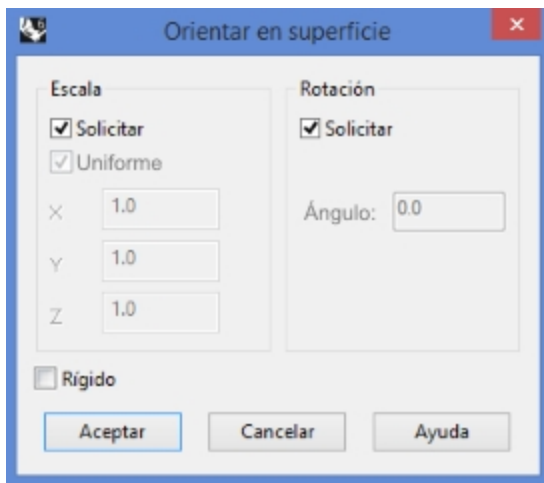 Orientar en superficie
Escala
Solicitar
Uniforme
X 1.0
Y 1.0
Z 1.0
Rotación
Solicitar
Ángulo: 0.0
Rígido
Aceptar Cancelar Ayuda